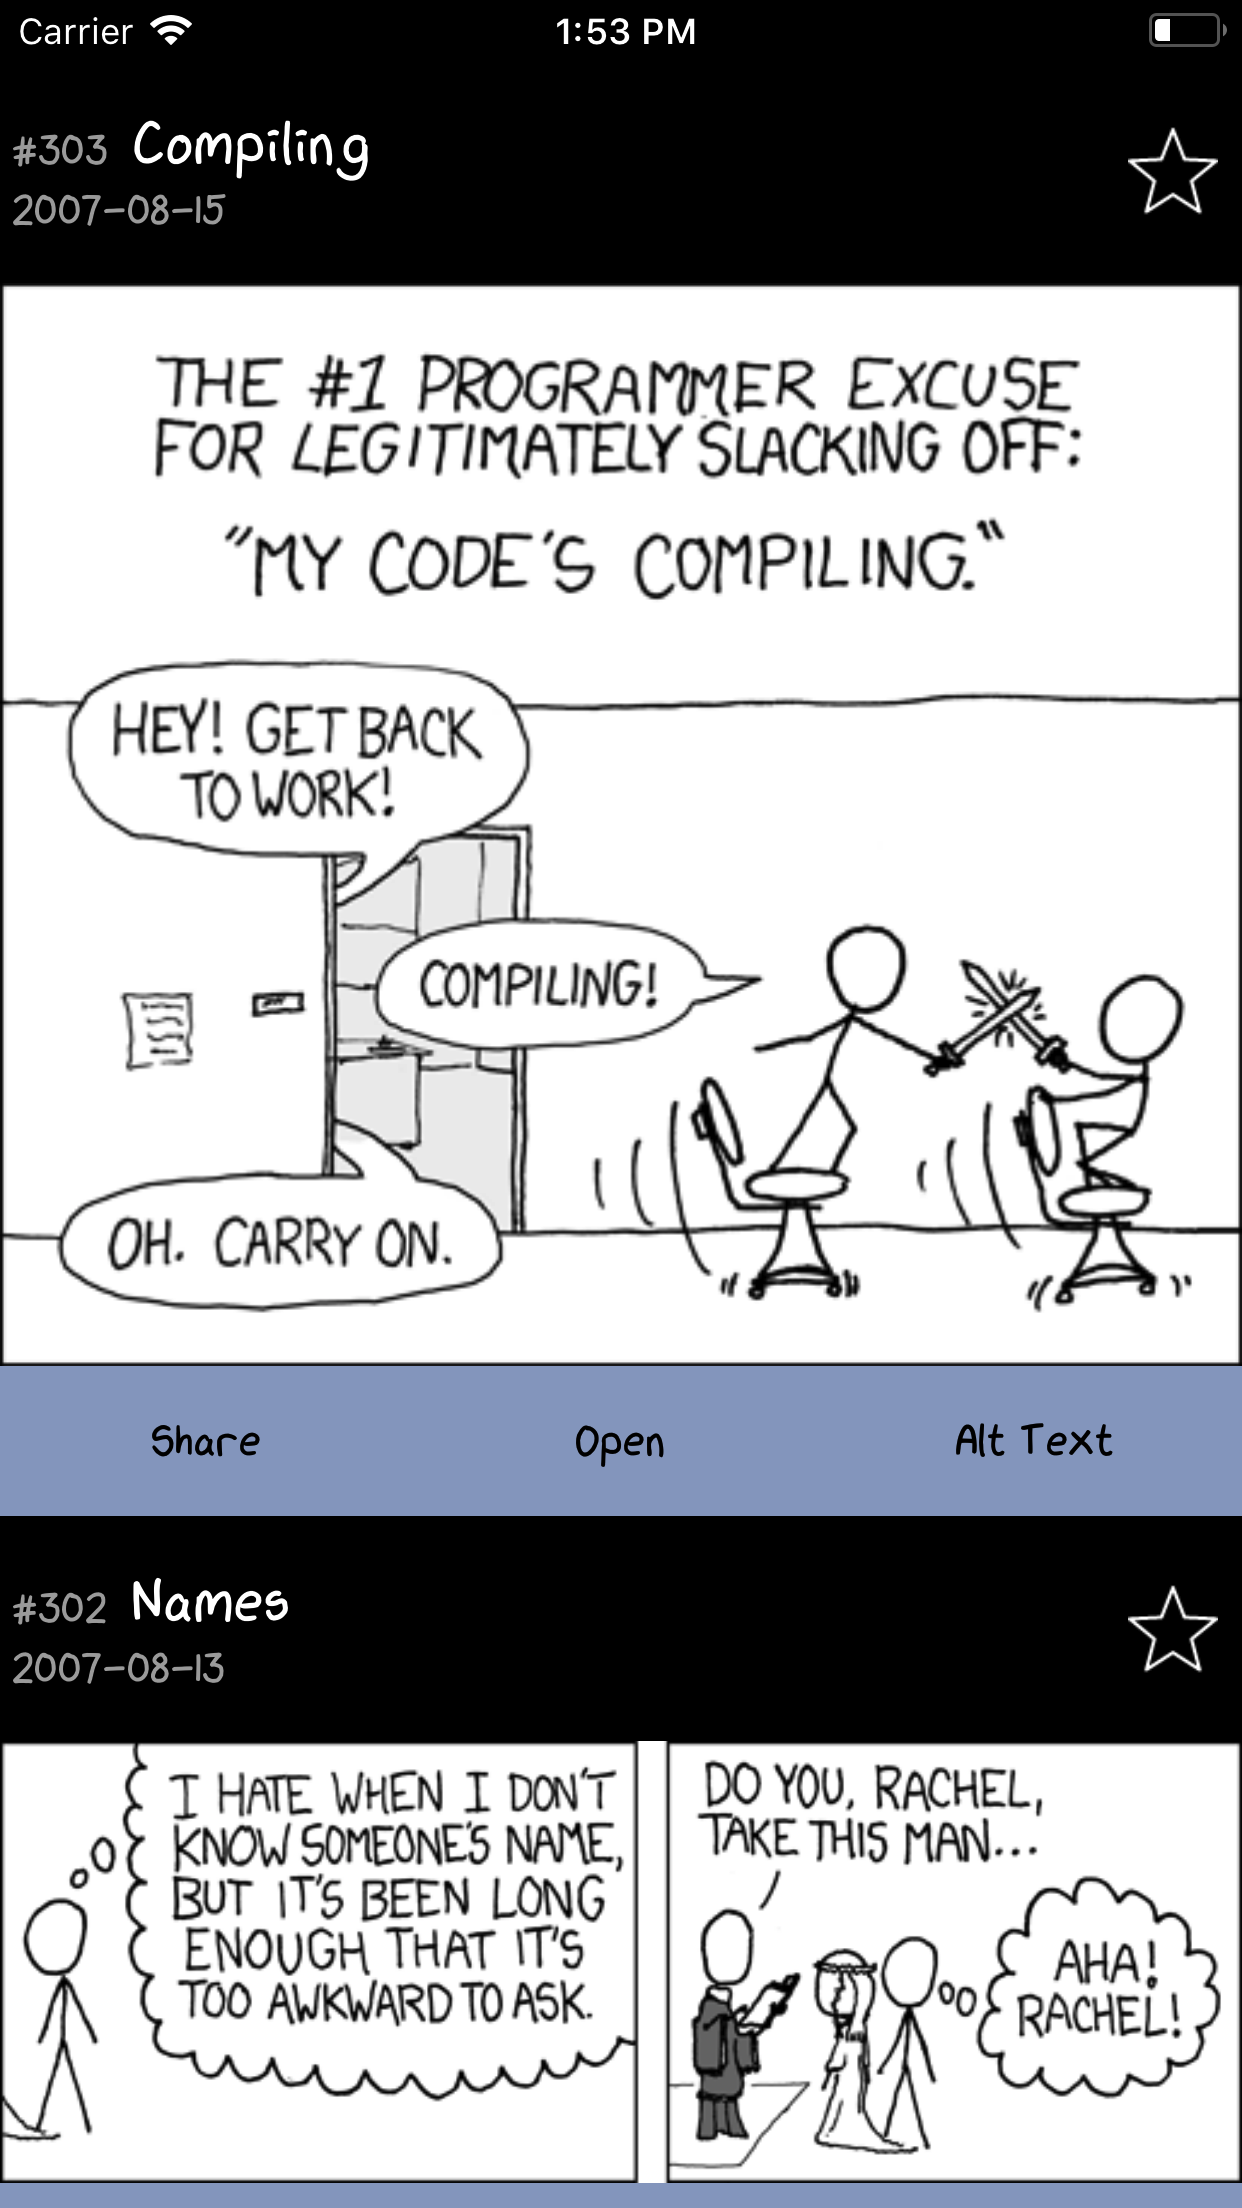 Carrier
1:53 PM
#303 Compiling
2007-08-15
THE #1 PROGRAMMER EXCUSE
FOR LEGITIMATELY SLACKING OFF:
"MY CODE'S COMPILING."
HEY! GET BACK
TO WORK!
COMPILING!
OH. CARRY ON.
Share
Open
Alt Text
#302 Names
2007-08-13
I HATE WHEN I DON'T
KNOW SOMEONE'S NAME,
BUT IT'S BEEN LONG
ENOUGH THAT IT'S
TOO AWKWARD TO ASK.
DO YOU, RACHEL,
TAKE THIS MAN...
AHA!
RACHEL!